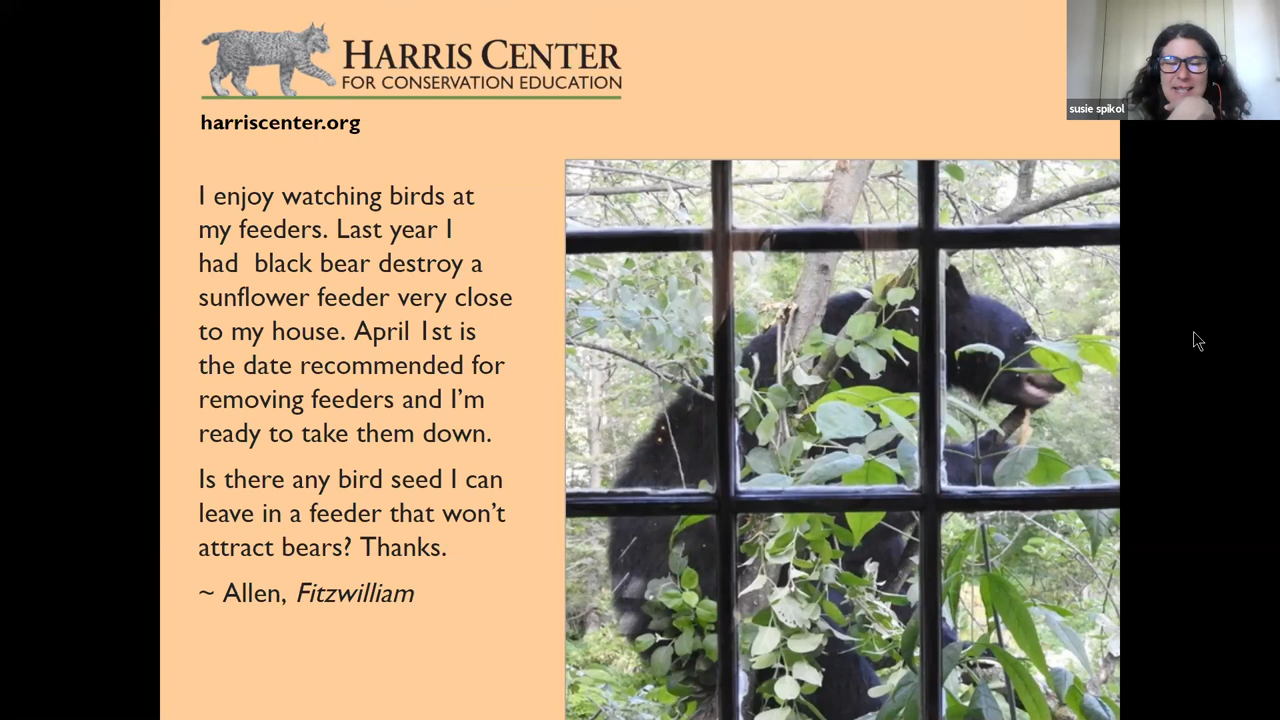 HARRIS CENTER
FOR CONSERVATION EDUCATION
harriscenter.org
susie spikol
I enjoy watching birds at
my feeders. Last year I
had  black bear destroy a
sunflower feeder very close
to my house. April 1st is
the date recommended for
removing feeders and I’m
ready to take them down.
Is there any bird seed I can
leave in a feeder that won’t
attract bears? Thanks.
~ Allen, Fitzwilliam